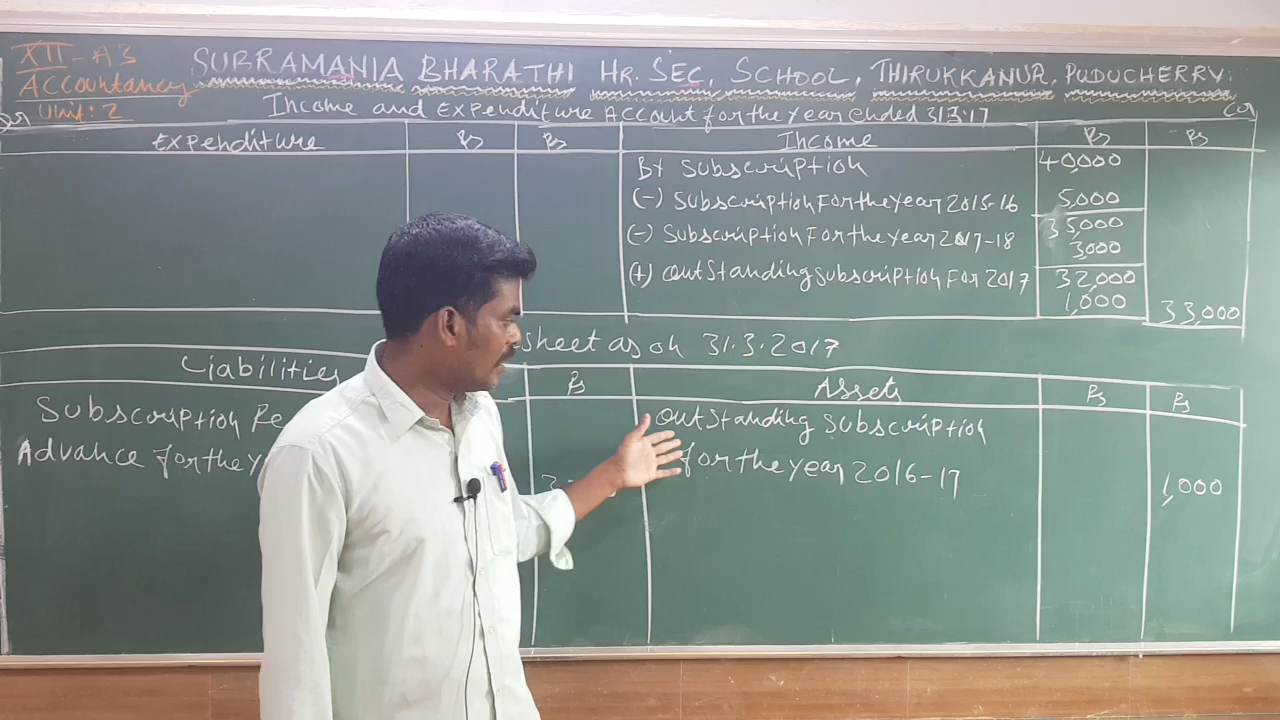 XII - A3
Accountancy
Unit: 2
SUBRAMANIA BHARATHI HR. SEC, SCHOOL, THIRUKKANUR, PUDUCHERRY.
Income and Expenditure Account for the Year ended 31.3.17
Dr Cr
Expenditure Rs Rs Income Rs Rs
By Subscription 40,000
(-) Subscription For the Year 2015-16 5,000
35,000
(-) Subscription For the Year 2017-18 3,000
32,000
(+) Outstanding Subscription For 2017 1,000 33,000
sheet as on 31.3.2017
Liabilities Rs Assets Rs Rs
Subscription Outstanding Subscription
Advance for the for the year 2016-17 1,000